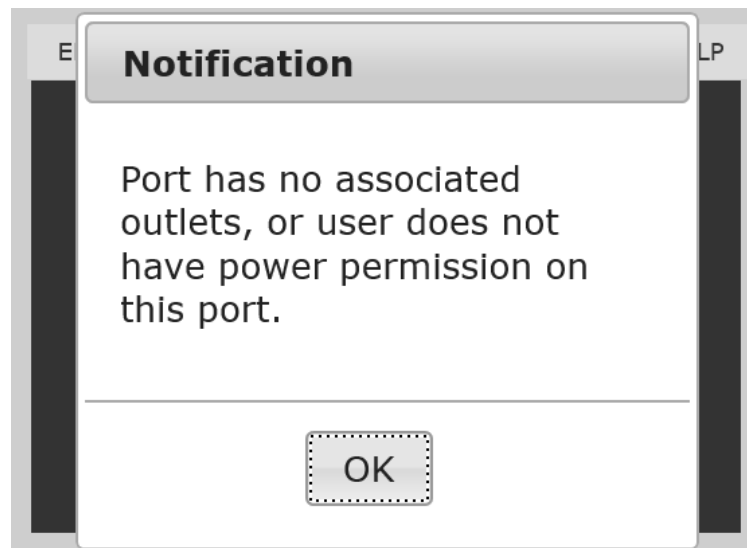 Notification
Port has no associated
outlets, or user does not
have power permission on
this port.
OK